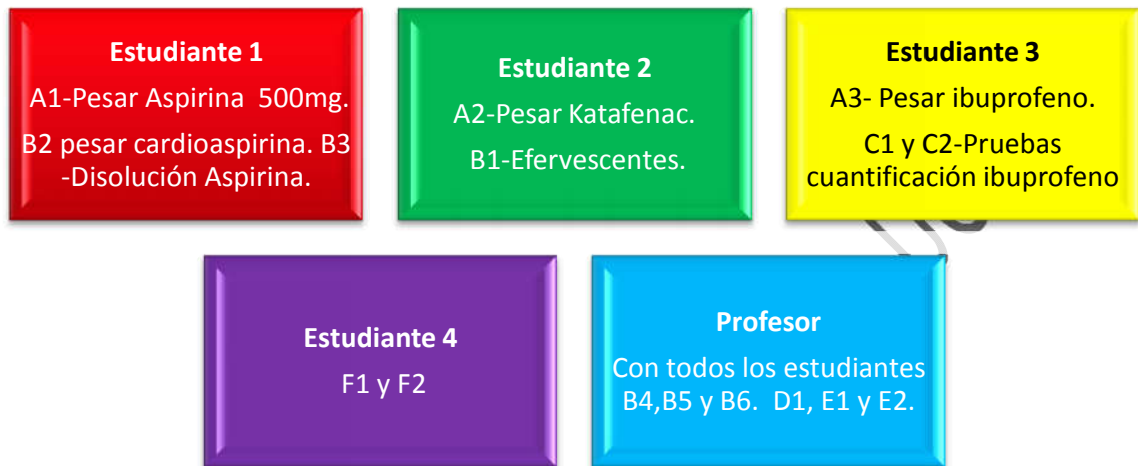 Estudiante 1
A1-Pesar Aspirina 500mg.
B2 pesar cardioaspirina. B3
-Disolución Aspirina.
Estudiante 2
A2-Pesar Katafenac.
B1-Efervescentes.
Estudiante 3
A3- Pesar ibuprofeno.
C1 y C2-Pruebas
cuantificación ibuprofeno
Estudiante 4
F1 y F2
Profesor
Con todos los estudiantes
B4,B5 y B6. D1, E1 y E2.